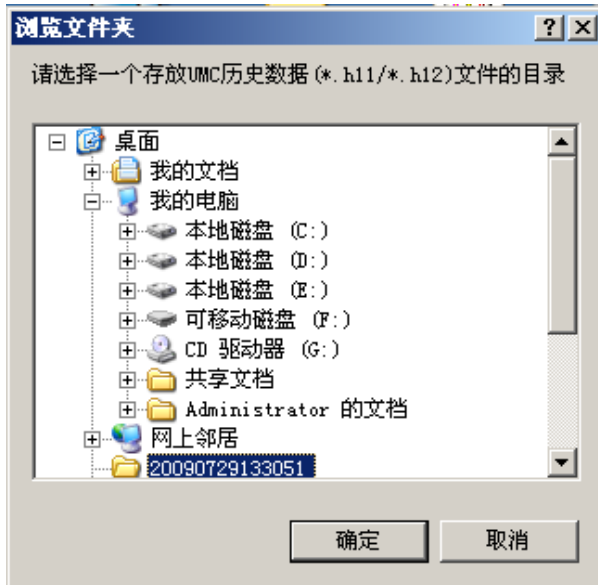 浏览文件夹
请选择一个存放UMC历史数据(*.h11/*.h12)文件的目录
桌面
我的文档
我的电脑
本地磁盘 (C:)
本地磁盘 (D:)
本地磁盘 (E:)
可移动磁盘 (F:)
CD 驱动器 (G:)
共享文档
Administrator 的文档
网上邻居
20090729133051
确定 取消